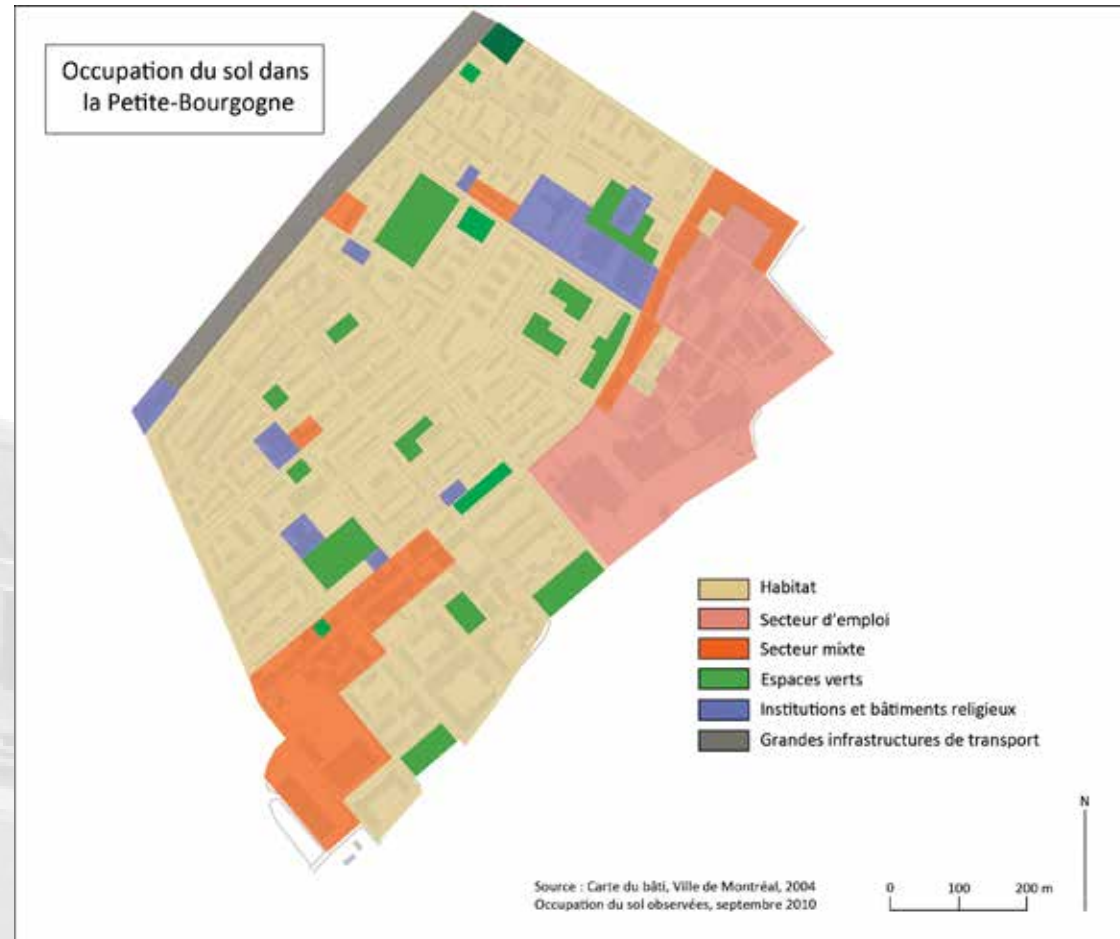 Occupation du sol dans
la Petite-Bourgogne
Habitat
Secteur d'emploi
Secteur mixte
Espaces verts
Institutions et bâtiments religieux
Grandes infrastructures de transport
N
Source : Carte du bâti, Ville de Montréal, 2004
Occupation du sol observées, septembre 2010
0 100 200 m